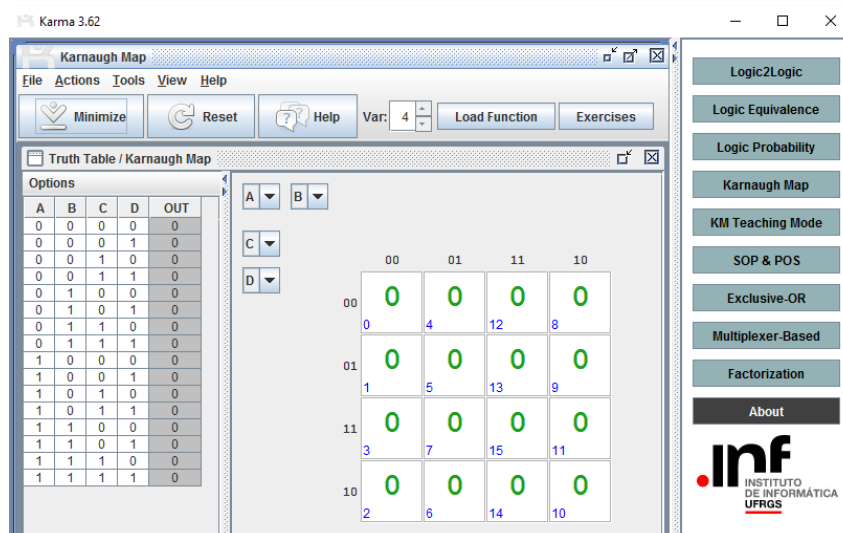 Karma 3.62
Karnaugh Map
File Actions Tools View Help
Minimize Reset Help Var: 4 Load Function Exercises
Truth Table / Karnaugh Map
Options
A B C D OUT
0 0 0 0 0
0 0 0 1 0
0 0 1 0 0
0 0 1 1 0
0 1 0 0 0
0 1 0 1 0
0 1 1 0 0
0 1 1 1 0
1 0 0 0 0
1 0 0 1 0
1 0 1 0 0
1 0 1 1 0
1 1 0 0 0
1 1 0 1 0
1 1 1 0 0
1 1 1 1 0
A B
C
D
00 01 11 10
00 0 0 0 0
0 4 12 8
01 0 0 0 0
1 5 13 9
11 0 0 0 0
3 7 15 11
10 0 0 0 0
2 6 14 10
Logic2Logic
Logic Equivalence
Logic Probability
Karnaugh Map
KM Teaching Mode
SOP & POS
Exclusive-OR
Multiplexer-Based
Factorization
About
.inf
INSTITUTO
DE INFORMÁTICA
UFRGS